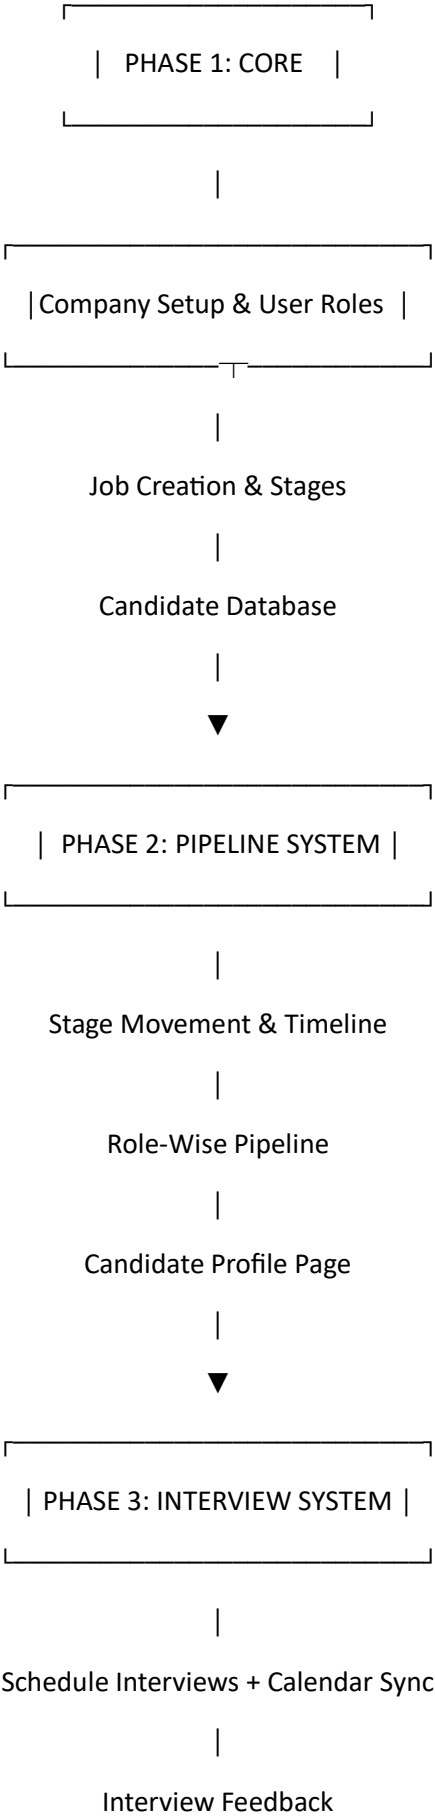 PHASE 1: CORE
Company Setup & User Roles
Job Creation & Stages
Candidate Database
PHASE 2: PIPELINE SYSTEM
Stage Movement & Timeline
Role-Wise Pipeline
Candidate Profile Page
PHASE 3: INTERVIEW SYSTEM
Schedule Interviews + Calendar Sync
Interview Feedback